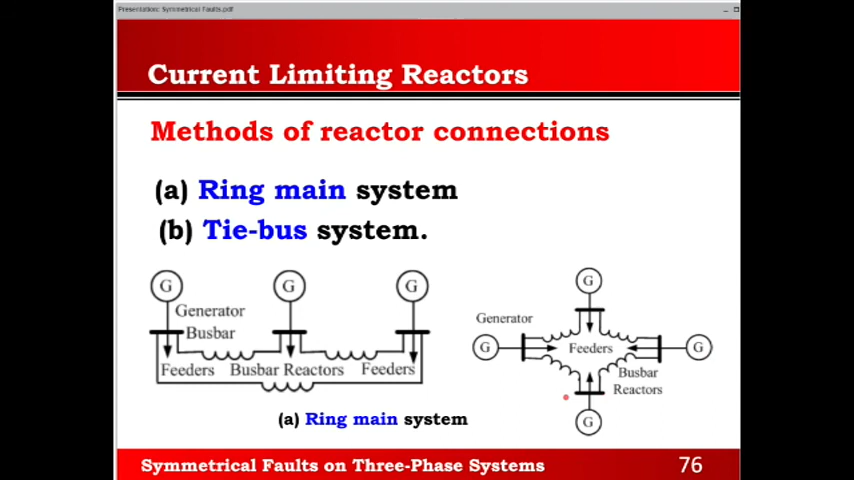 Presentation: Symmetrical Faults.pdf
Current Limiting Reactors
Methods of reactor connections
(a) Ring main system
(b) Tie-bus system.
G G G
Generator
Busbar
Feeders Busbar Reactors Feeders
G
Generator
G Feeders G
Busbar
Reactors
G
(a) Ring main system
Symmetrical Faults on Three-Phase Systems 76